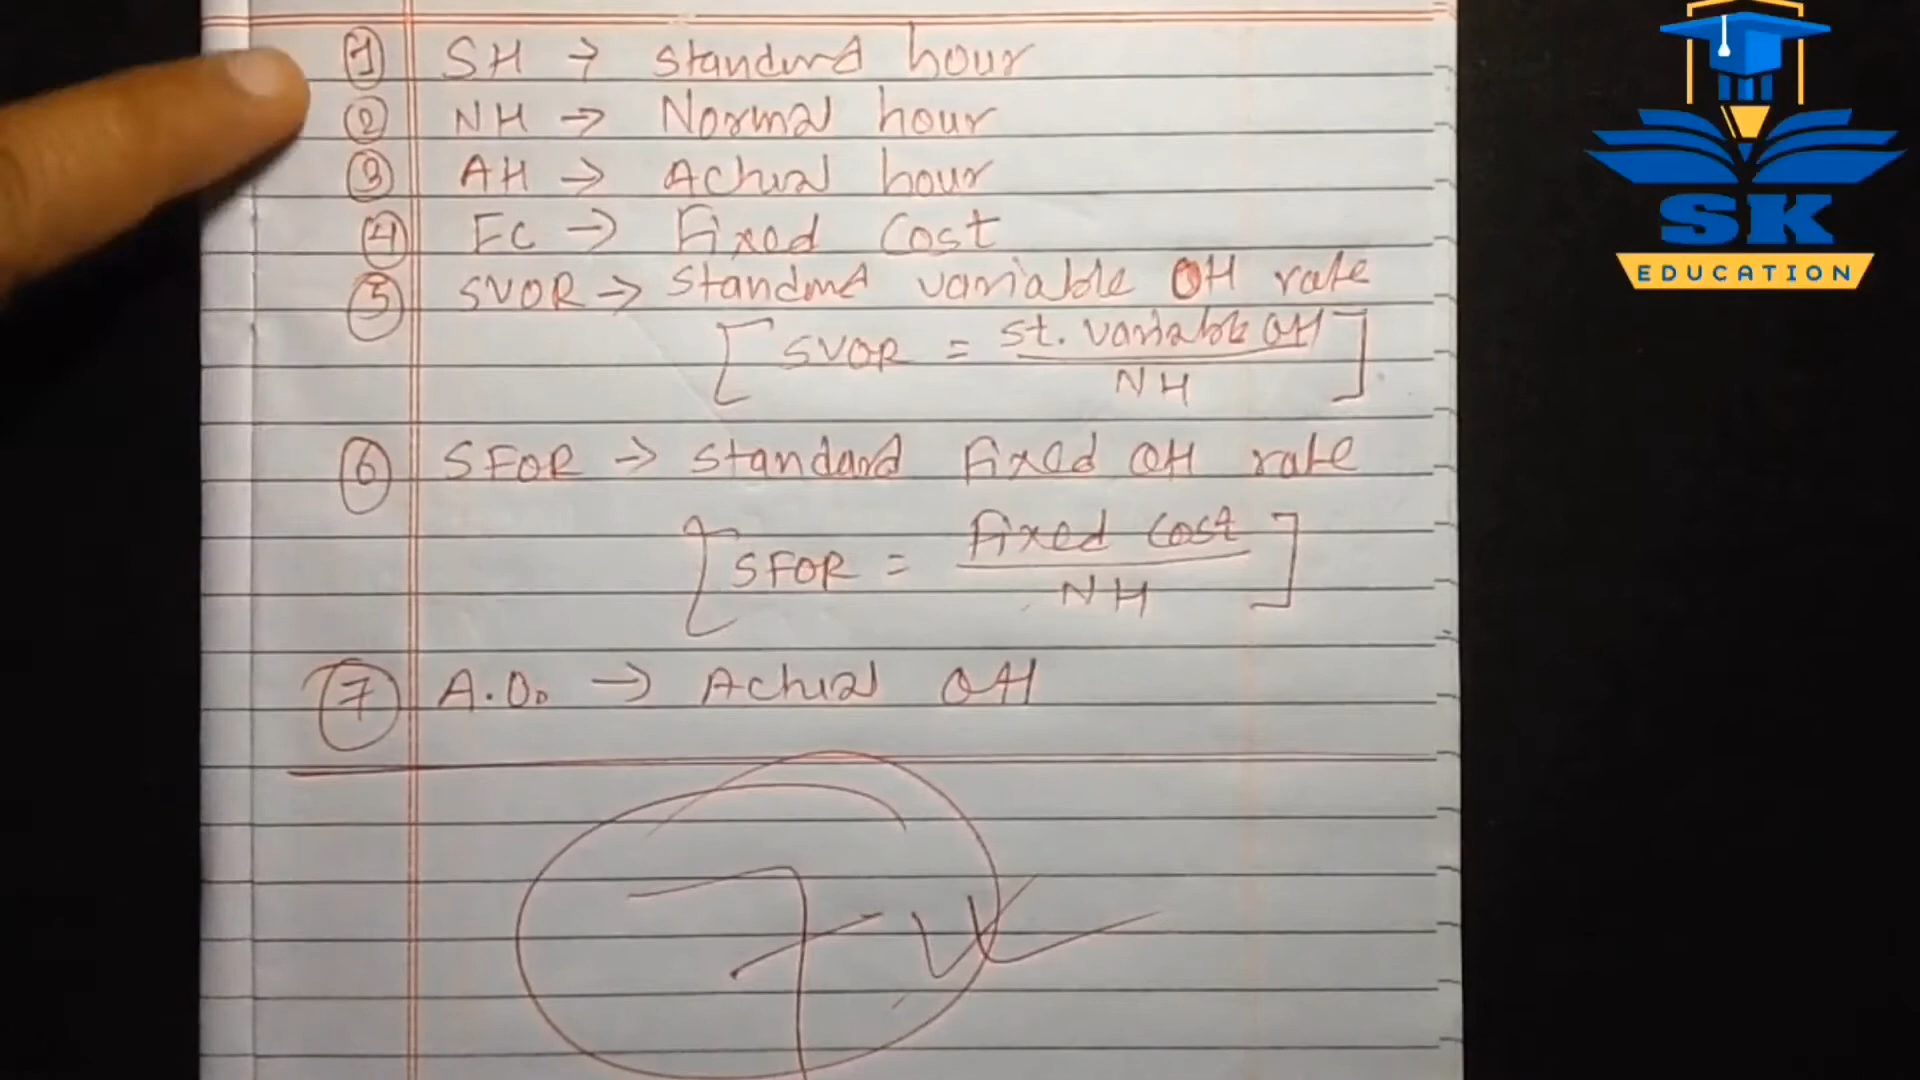 ① SH → Standard hour
② NH → Normal hour
③ AH → Actual hour
④ FC → Fixed Cost
⑤ SVOR → Standard variable OH rate
[SVOR = st. variable OH / NH]
⑥ SFOR → Standard Fixed OH rate
[SFOR = Fixed Cost / NH]
⑦ A.O. → Actual OH
7
SK
EDUCATION